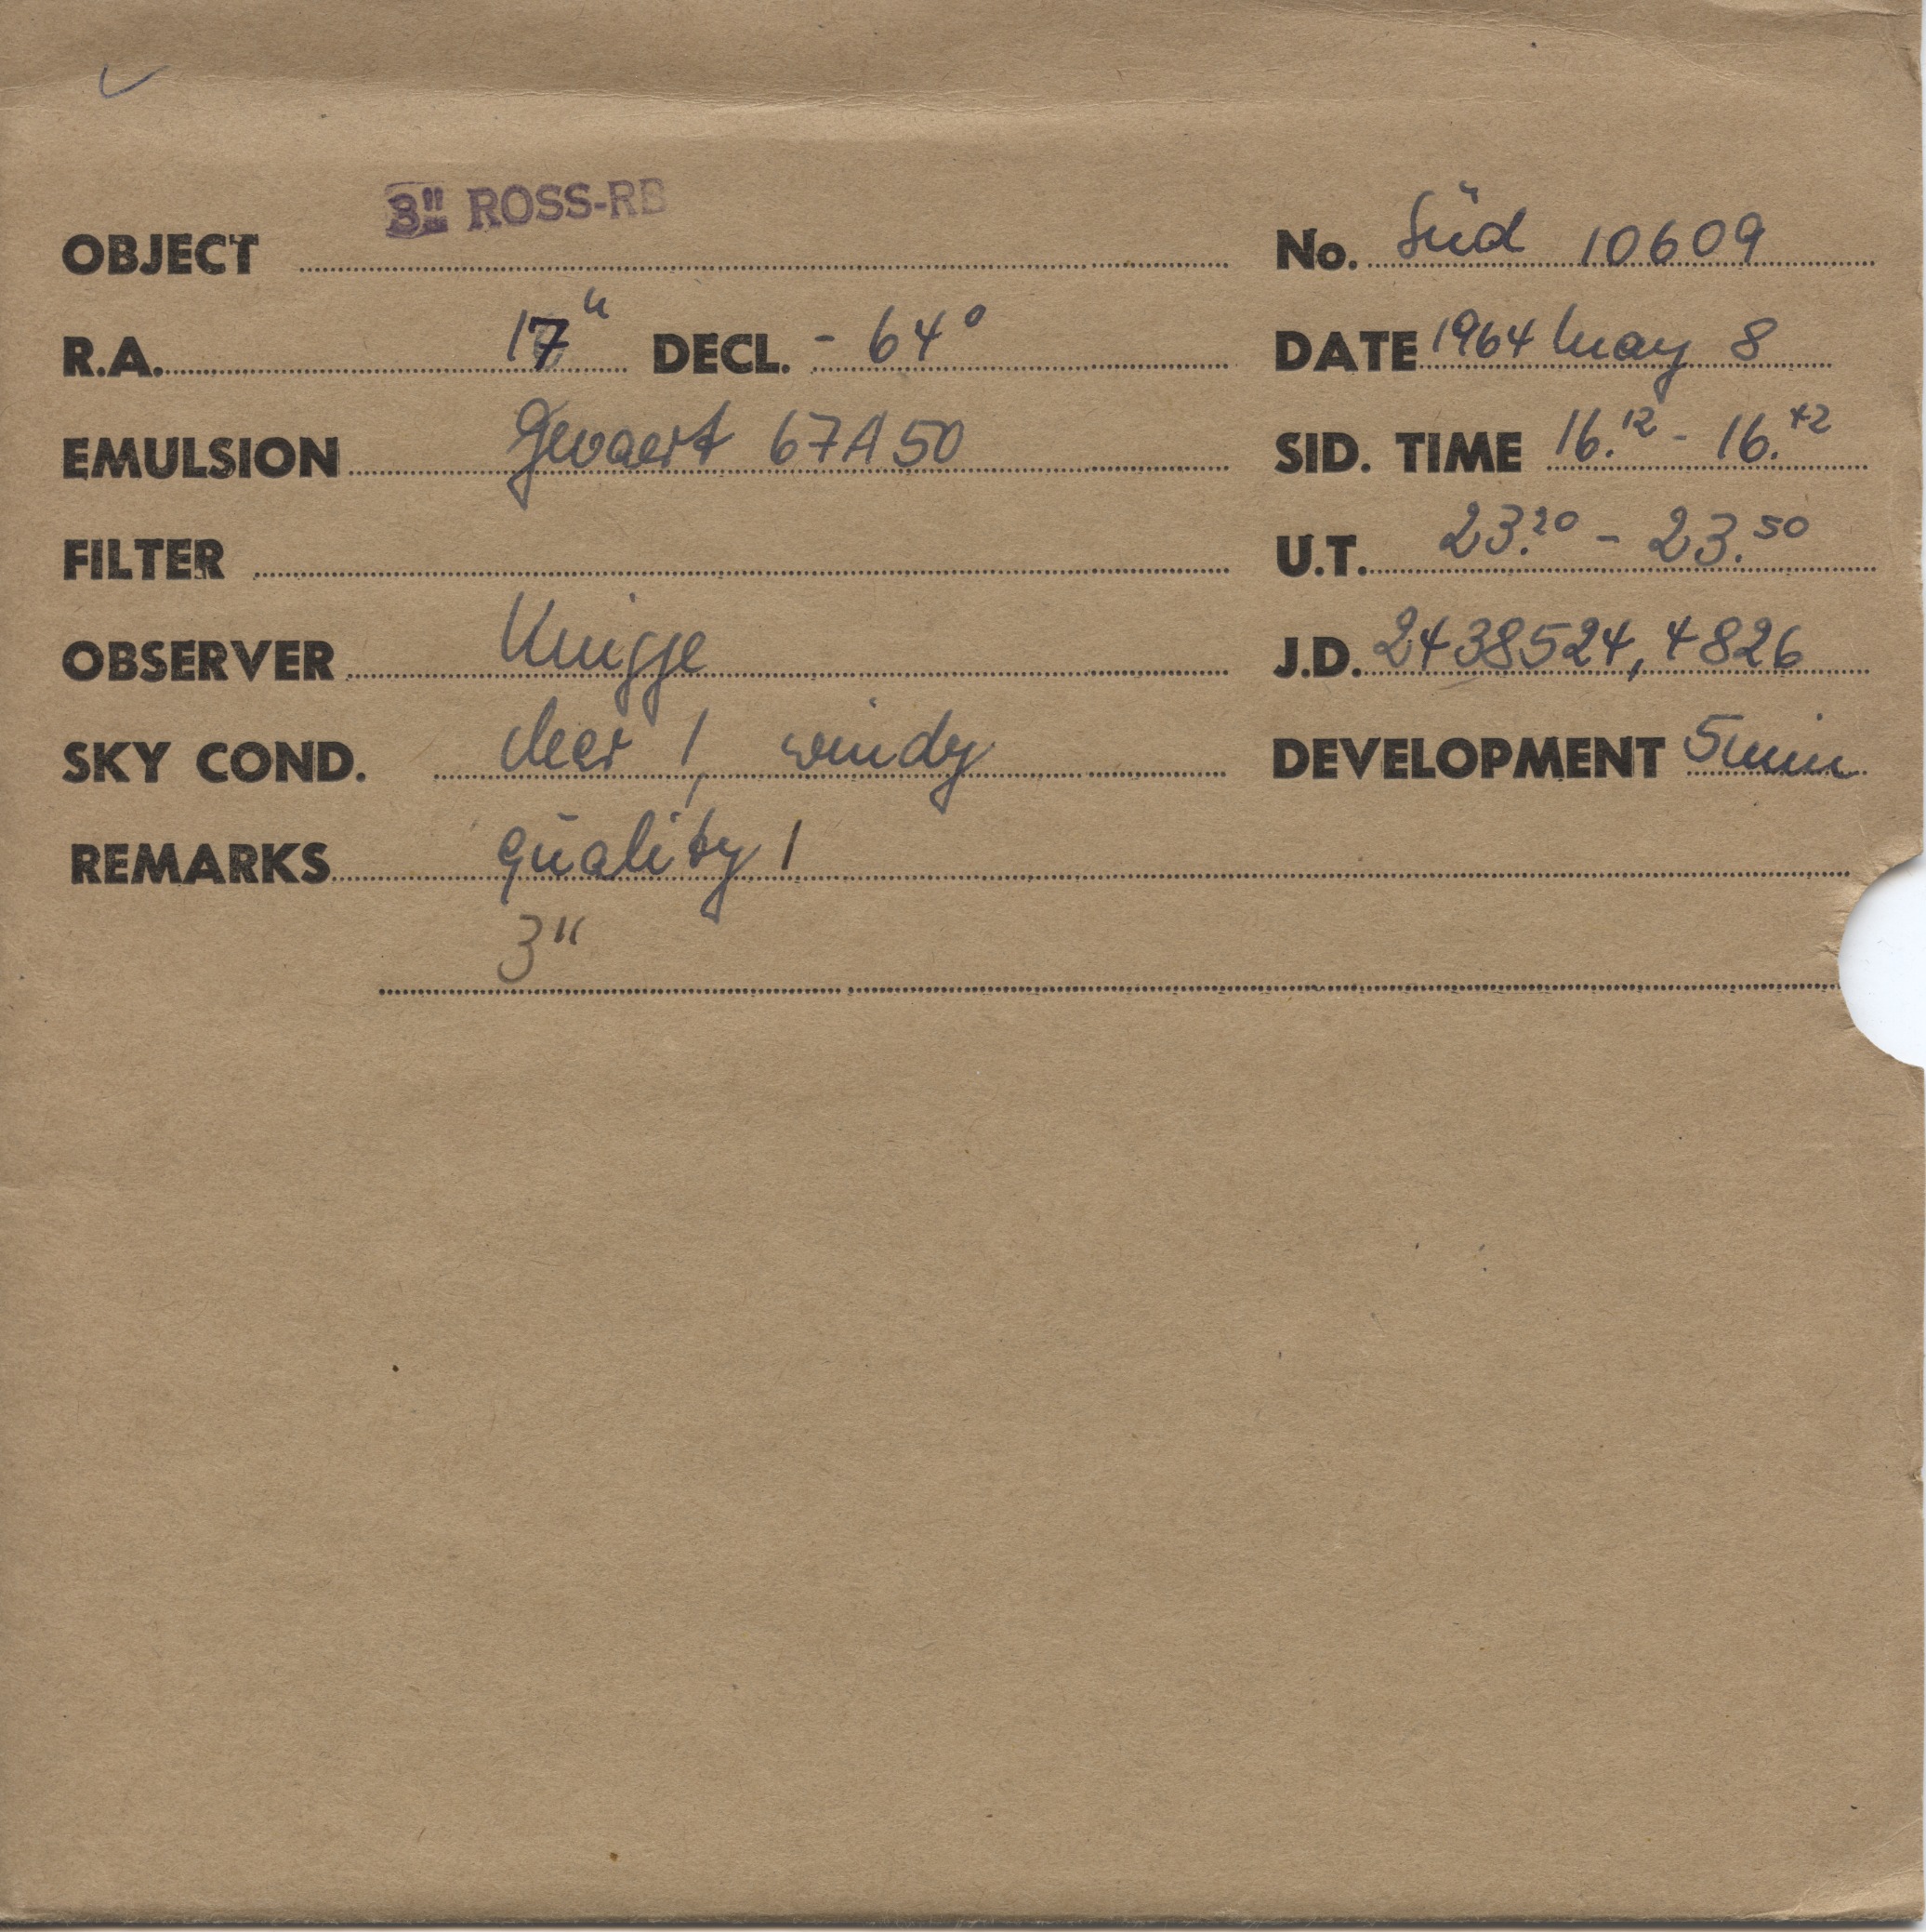 3" ROSS-RB
OBJECT No. Süd 10609
R.A. 17h DECL. - 64° DATE 1964 May 8
EMULSION Gevaert 67A50 SID. TIME 16.12 - 16.42
FILTER U.T. 23.20 - 23.50
OBSERVER Knigge J.D. 2438524,4826
SKY COND. clear 1, windy DEVELOPMENT 5min
REMARKS quality 1
3"